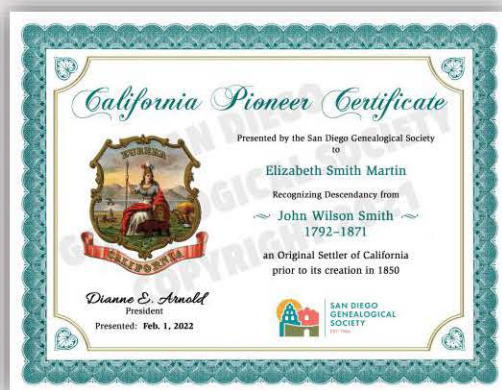 California Pioneer Certificate
Presented by the San Diego Genealogical Society
to
Elizabeth Smith Martin
Recognizing Descendancy from
John Wilson Smith
1792–1871
an Original Settler of California
prior to its creation in 1850
EUREKA
CALIFORNIA
Dianne E. Arnold
President
Presented: Feb. 1, 2022
SAN DIEGO
GENEALOGICAL
SOCIETY
SAN DIEGO
GENEALOGICAL SOCIETY
COPYRIGHT 2021